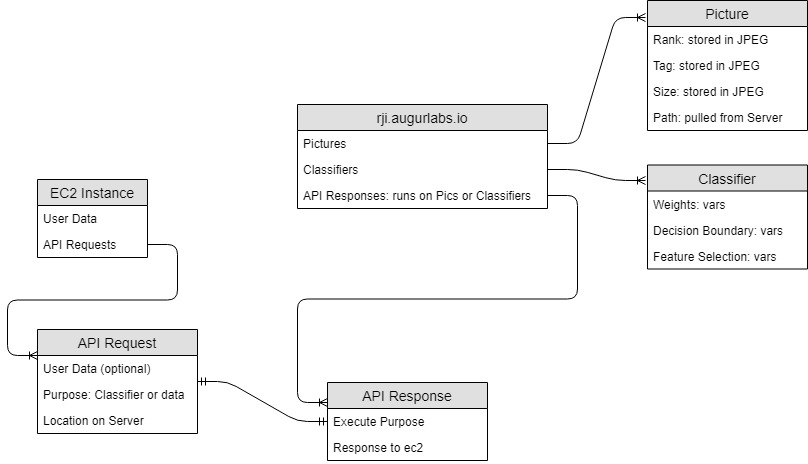 Picture
Rank: stored in JPEG
Tag: stored in JPEG
Size: stored in JPEG
Path: pulled from Server
rji.augurlabs.io
Pictures
Classifiers
API Responses: runs on Pics or Classifiers
Classifier
Weights: vars
Decision Boundary: vars
Feature Selection: vars
EC2 Instance
User Data
API Requests
API Request
User Data (optional)
Purpose: Classifier or data
Location on Server
API Response
Execute Purpose
Response to ec2